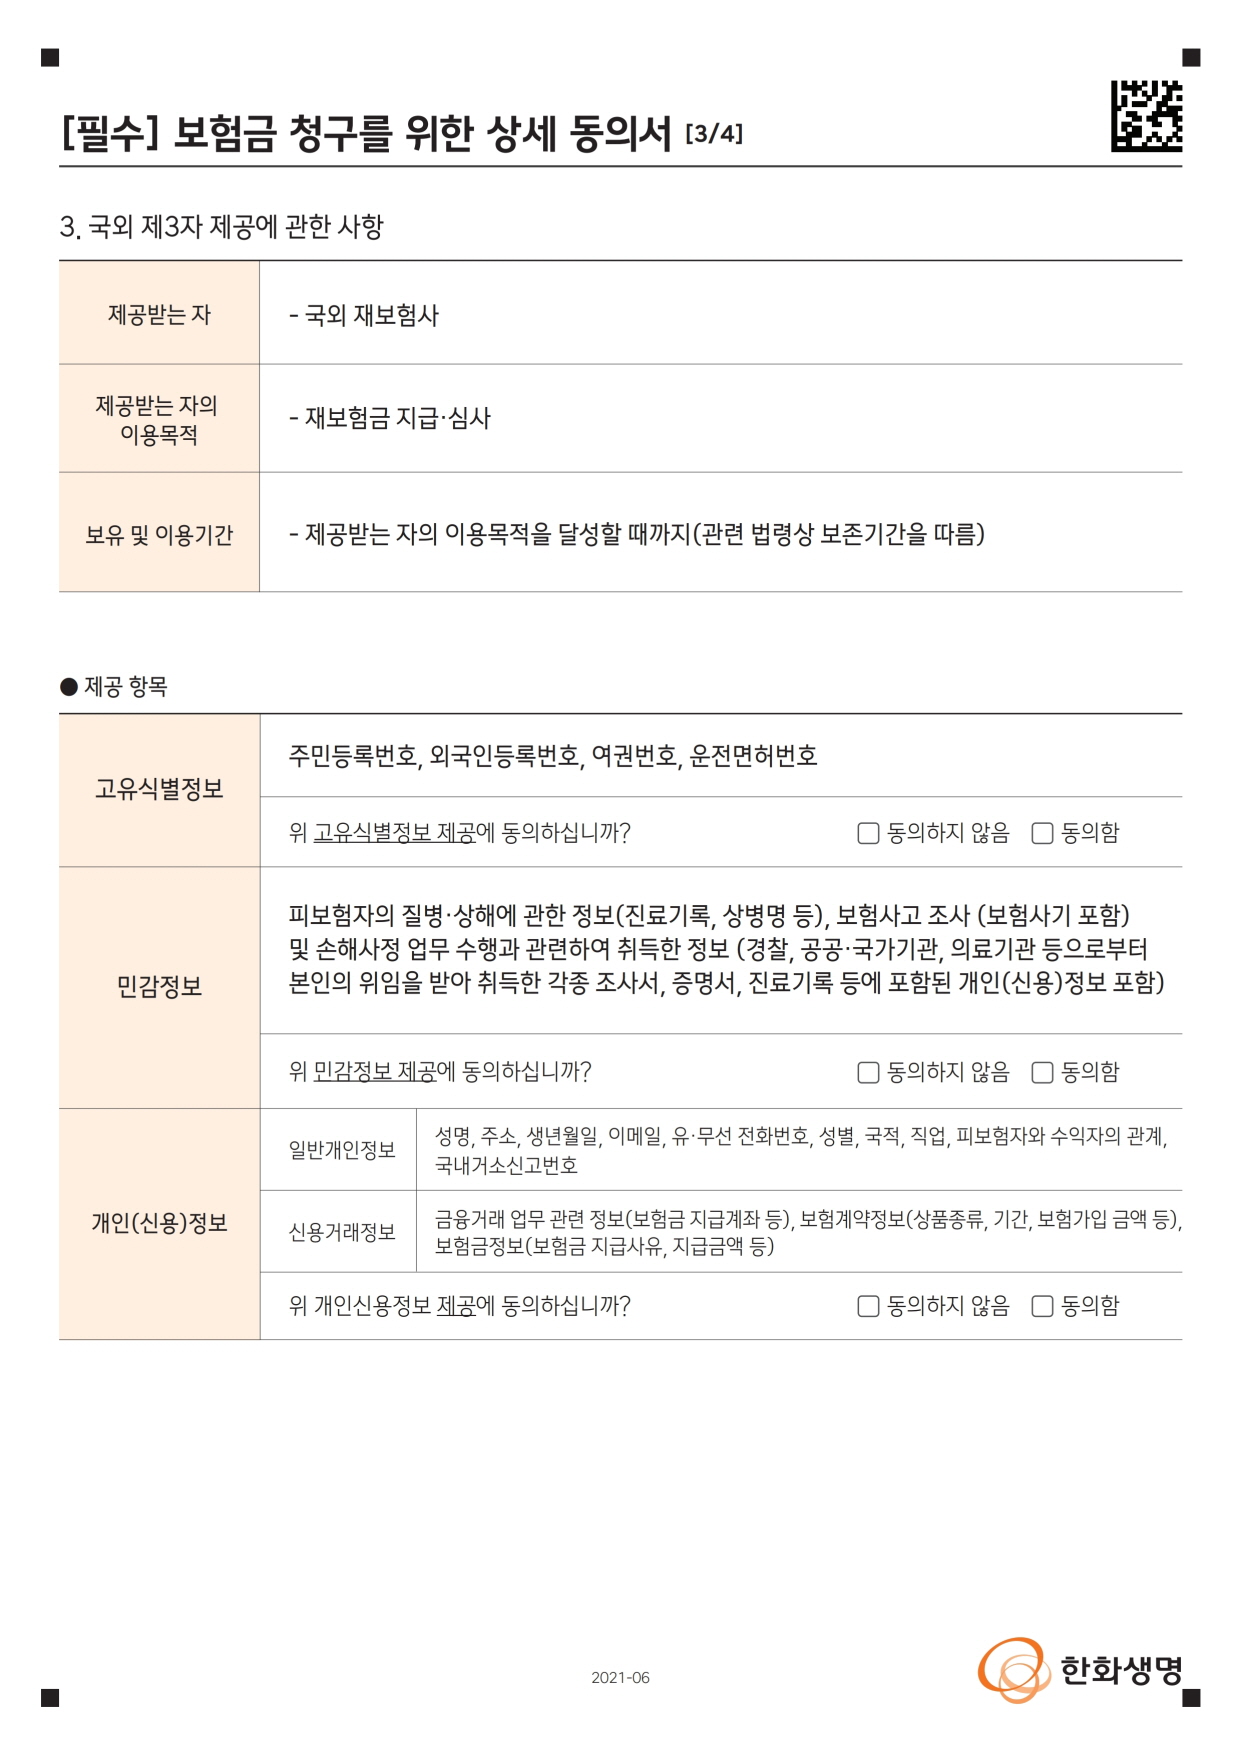 [필수] 보험금 청구를 위한 상세 동의서 [3/4]
3. 국외 제3자 제공에 관한 사항
제공받는 자
- 국외 재보험사
제공받는 자의
이용목적
- 재보험금 지급·심사
보유 및 이용기간
- 제공받는 자의 이용목적을 달성할 때까지(관련 법령상 보존기간을 따름)
● 제공 항목
고유식별정보
주민등록번호, 외국인등록번호, 여권번호, 운전면허번호
위 고유식별정보 제공에 동의하십니까? □ 동의하지 않음 □ 동의함
민감정보
피보험자의 질병·상해에 관한 정보(진료기록, 상병명 등), 보험사고 조사 (보험사기 포함)
및 손해사정 업무 수행과 관련하여 취득한 정보 (경찰, 공공·국가기관, 의료기관 등으로부터
본인의 위임을 받아 취득한 각종 조사서, 증명서, 진료기록 등에 포함된 개인(신용)정보 포함)
위 민감정보 제공에 동의하십니까? □ 동의하지 않음 □ 동의함
개인(신용)정보
일반개인정보
성명, 주소, 생년월일, 이메일, 유·무선 전화번호, 성별, 국적, 직업, 피보험자와 수익자의 관계,
국내거소신고번호
신용거래정보
금융거래 업무 관련 정보(보험금 지급계좌 등), 보험계약정보(상품종류, 기간, 보험가입 금액 등),
보험금정보(보험금 지급사유, 지급금액 등)
위 개인신용정보 제공에 동의하십니까? □ 동의하지 않음 □ 동의함
2021-06
한화생명